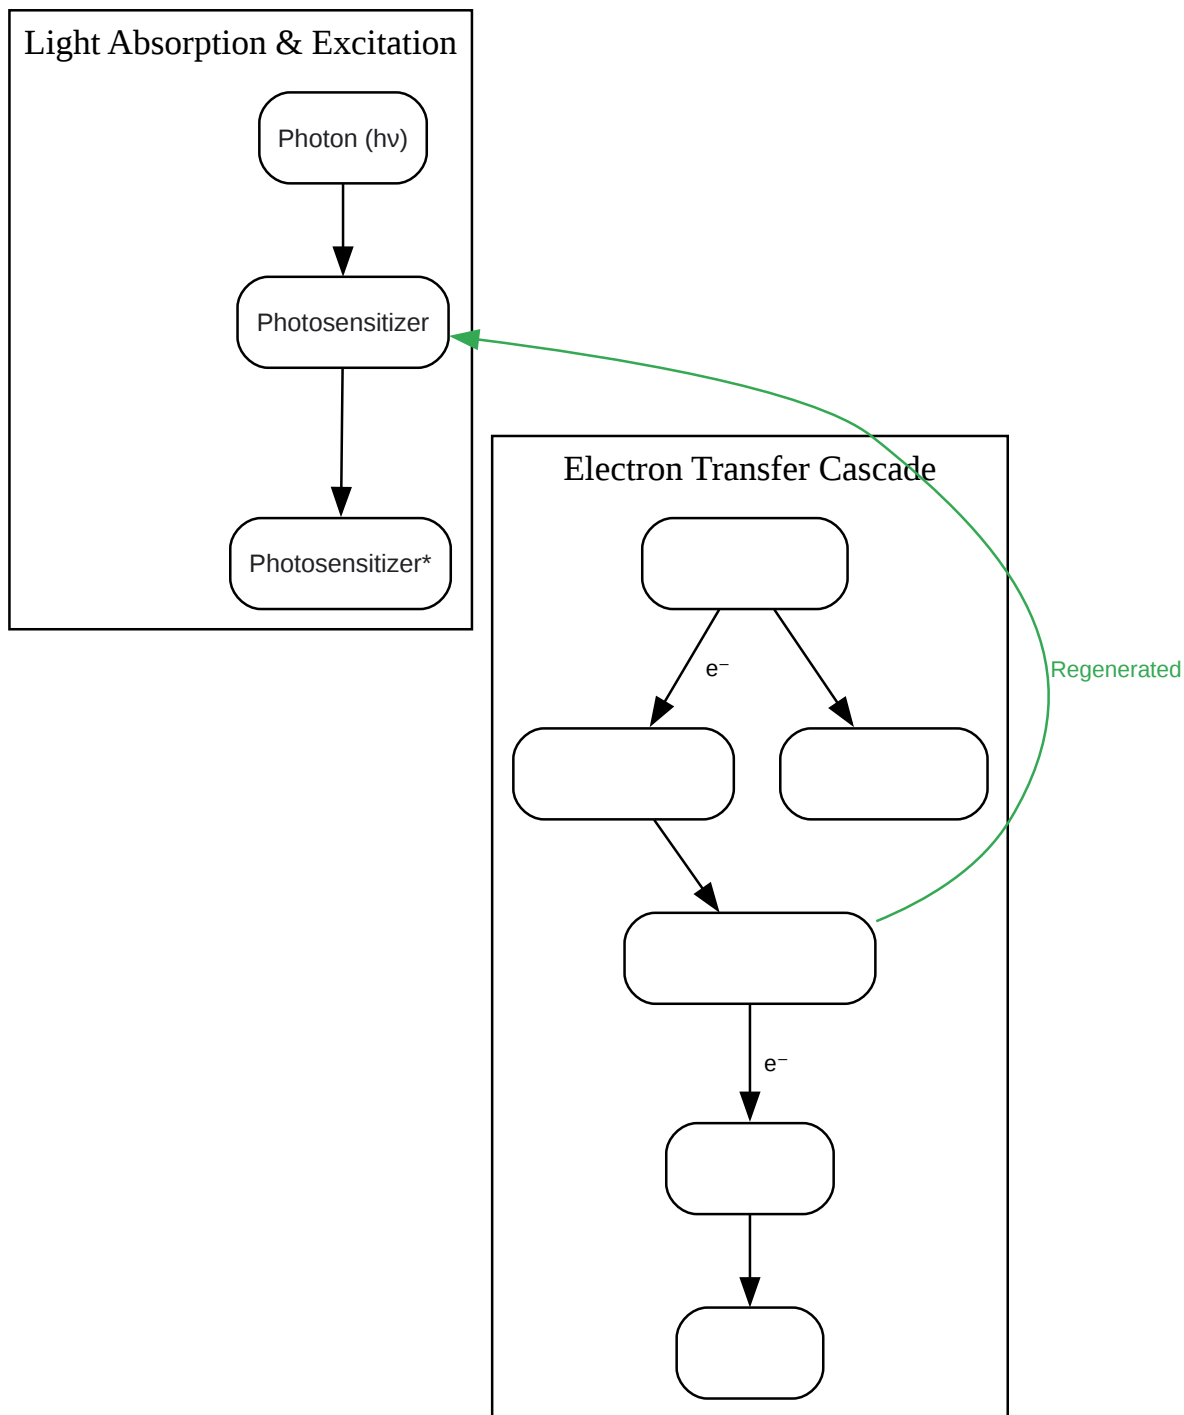 Light Absorption & Excitation
Photon (hν)
Photosensitizer
Photosensitizer*
Electron Transfer Cascade
e⁻
Regenerated
e⁻